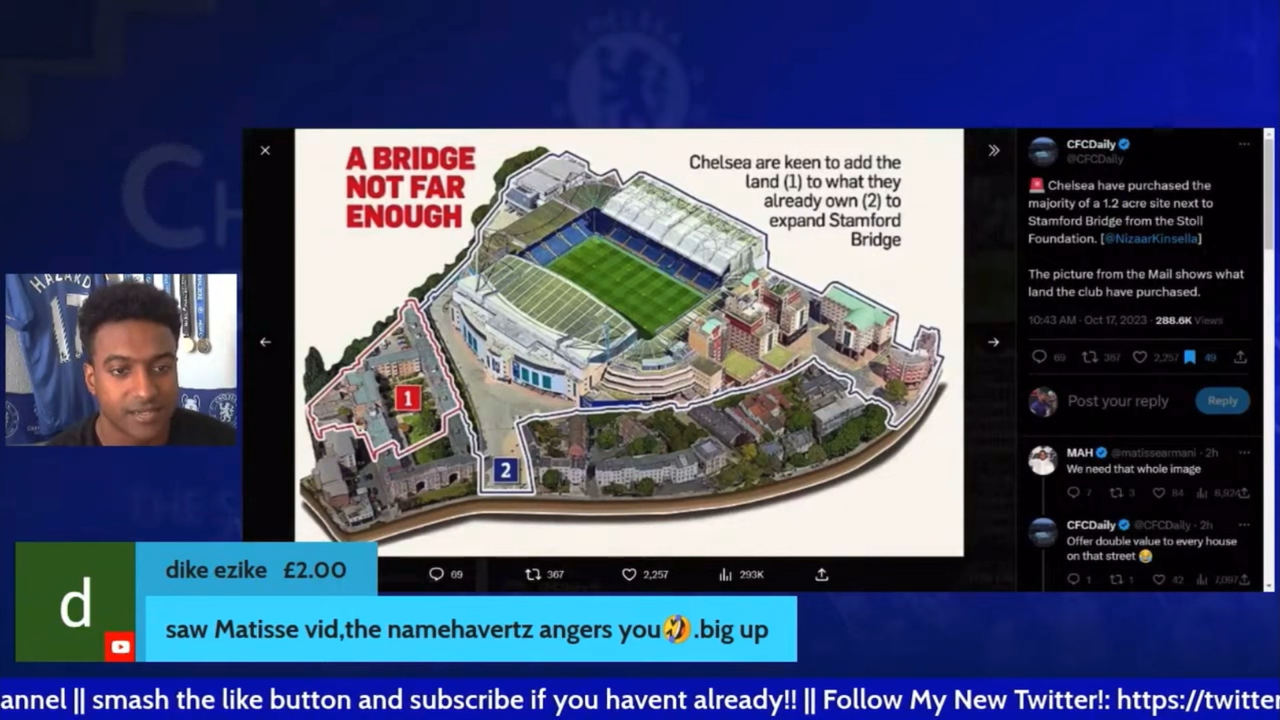 A BRIDGE
NOT FAR
ENOUGH
Chelsea are keen to add the
land (1) to what they
already own (2) to
expand Stamford
Bridge
1
2
CFCDaily
@CFCDaily
🚨 Chelsea have purchased the
majority of a 1.2 acre site next to
Stamford Bridge from the Stoll
Foundation. [@NizaarKinsella]
The picture from the Mail shows what
land the club have purchased.
10:43 AM · Oct 17, 2023 · 288.6K Views
69 367 2,257 49
Post your reply Reply
MAH @matissearmani · 2h
We need that whole image
7 3 84 6,924
CFCDaily @CFCDaily · 2h
Offer double value to every house
on that street 😂
1 1 42 7,097
69 367 2,257 293K
HAZARD
d
dike ezike £2.00
saw Matisse vid,the namehavertz angers you🤣.big up
annel || smash the like button and subscribe if you havent already!! || Follow My New Twitter!: https://twitter